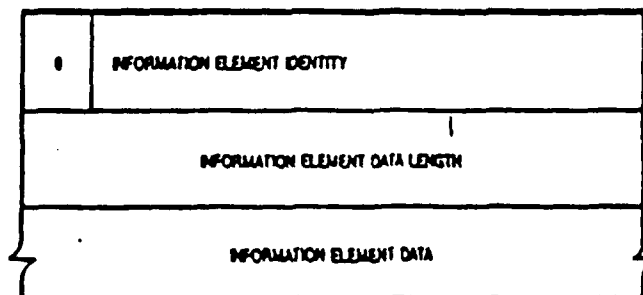 0 INFORMATION ELEMENT IDENTITY
INFORMATION ELEMENT DATA LENGTH
INFORMATION ELEMENT DATA